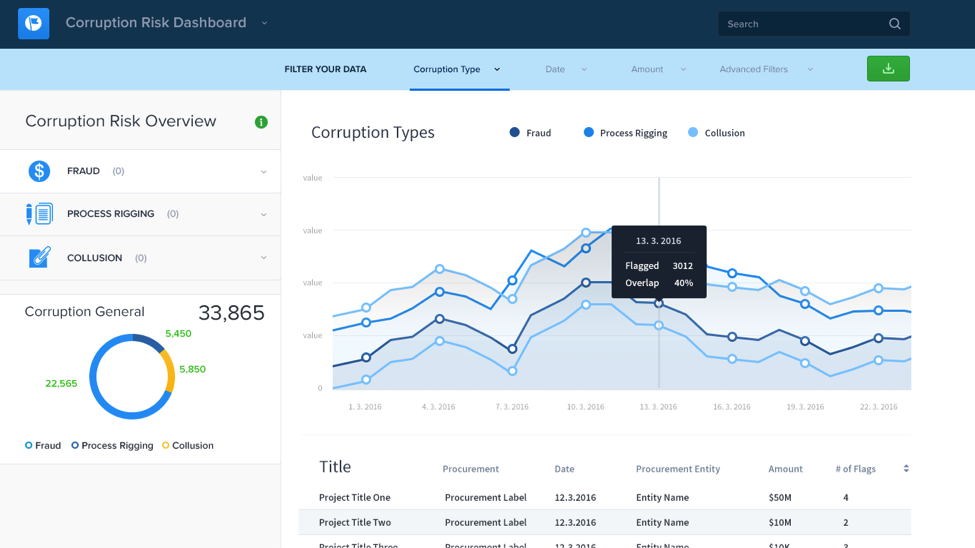 Corruption Risk Dashboard
Search
FILTER YOUR DATA
Corruption Type
Date
Amount
Advanced Filters
Corruption Risk Overview
i
$ FRAUD (0)
PROCESS RIGGING (0)
COLLUSION (0)
Corruption General 33,865
5,450
5,850
22,565
Fraud Process Rigging Collusion
Corruption Types
Fraud Process Rigging Collusion
value
value
value
value
0
13. 3. 2016
Flagged 3012
Overlap 40%
1. 3. 2016 4. 3. 2016 7. 3. 2016 10. 3. 2016 13. 3. 2016 16. 3. 2016 19. 3. 2016 22. 3. 2016
Title Procurement Date Procurement Entity Amount # of Flags
Project Title One Procurement Label 12.3.2016 Entity Name $50M 4
Project Title Two Procurement Label 12.3.2016 Entity Name $10M 2
Project Title Three Procurement Label 12.3.2016 Entity Name $10K 3